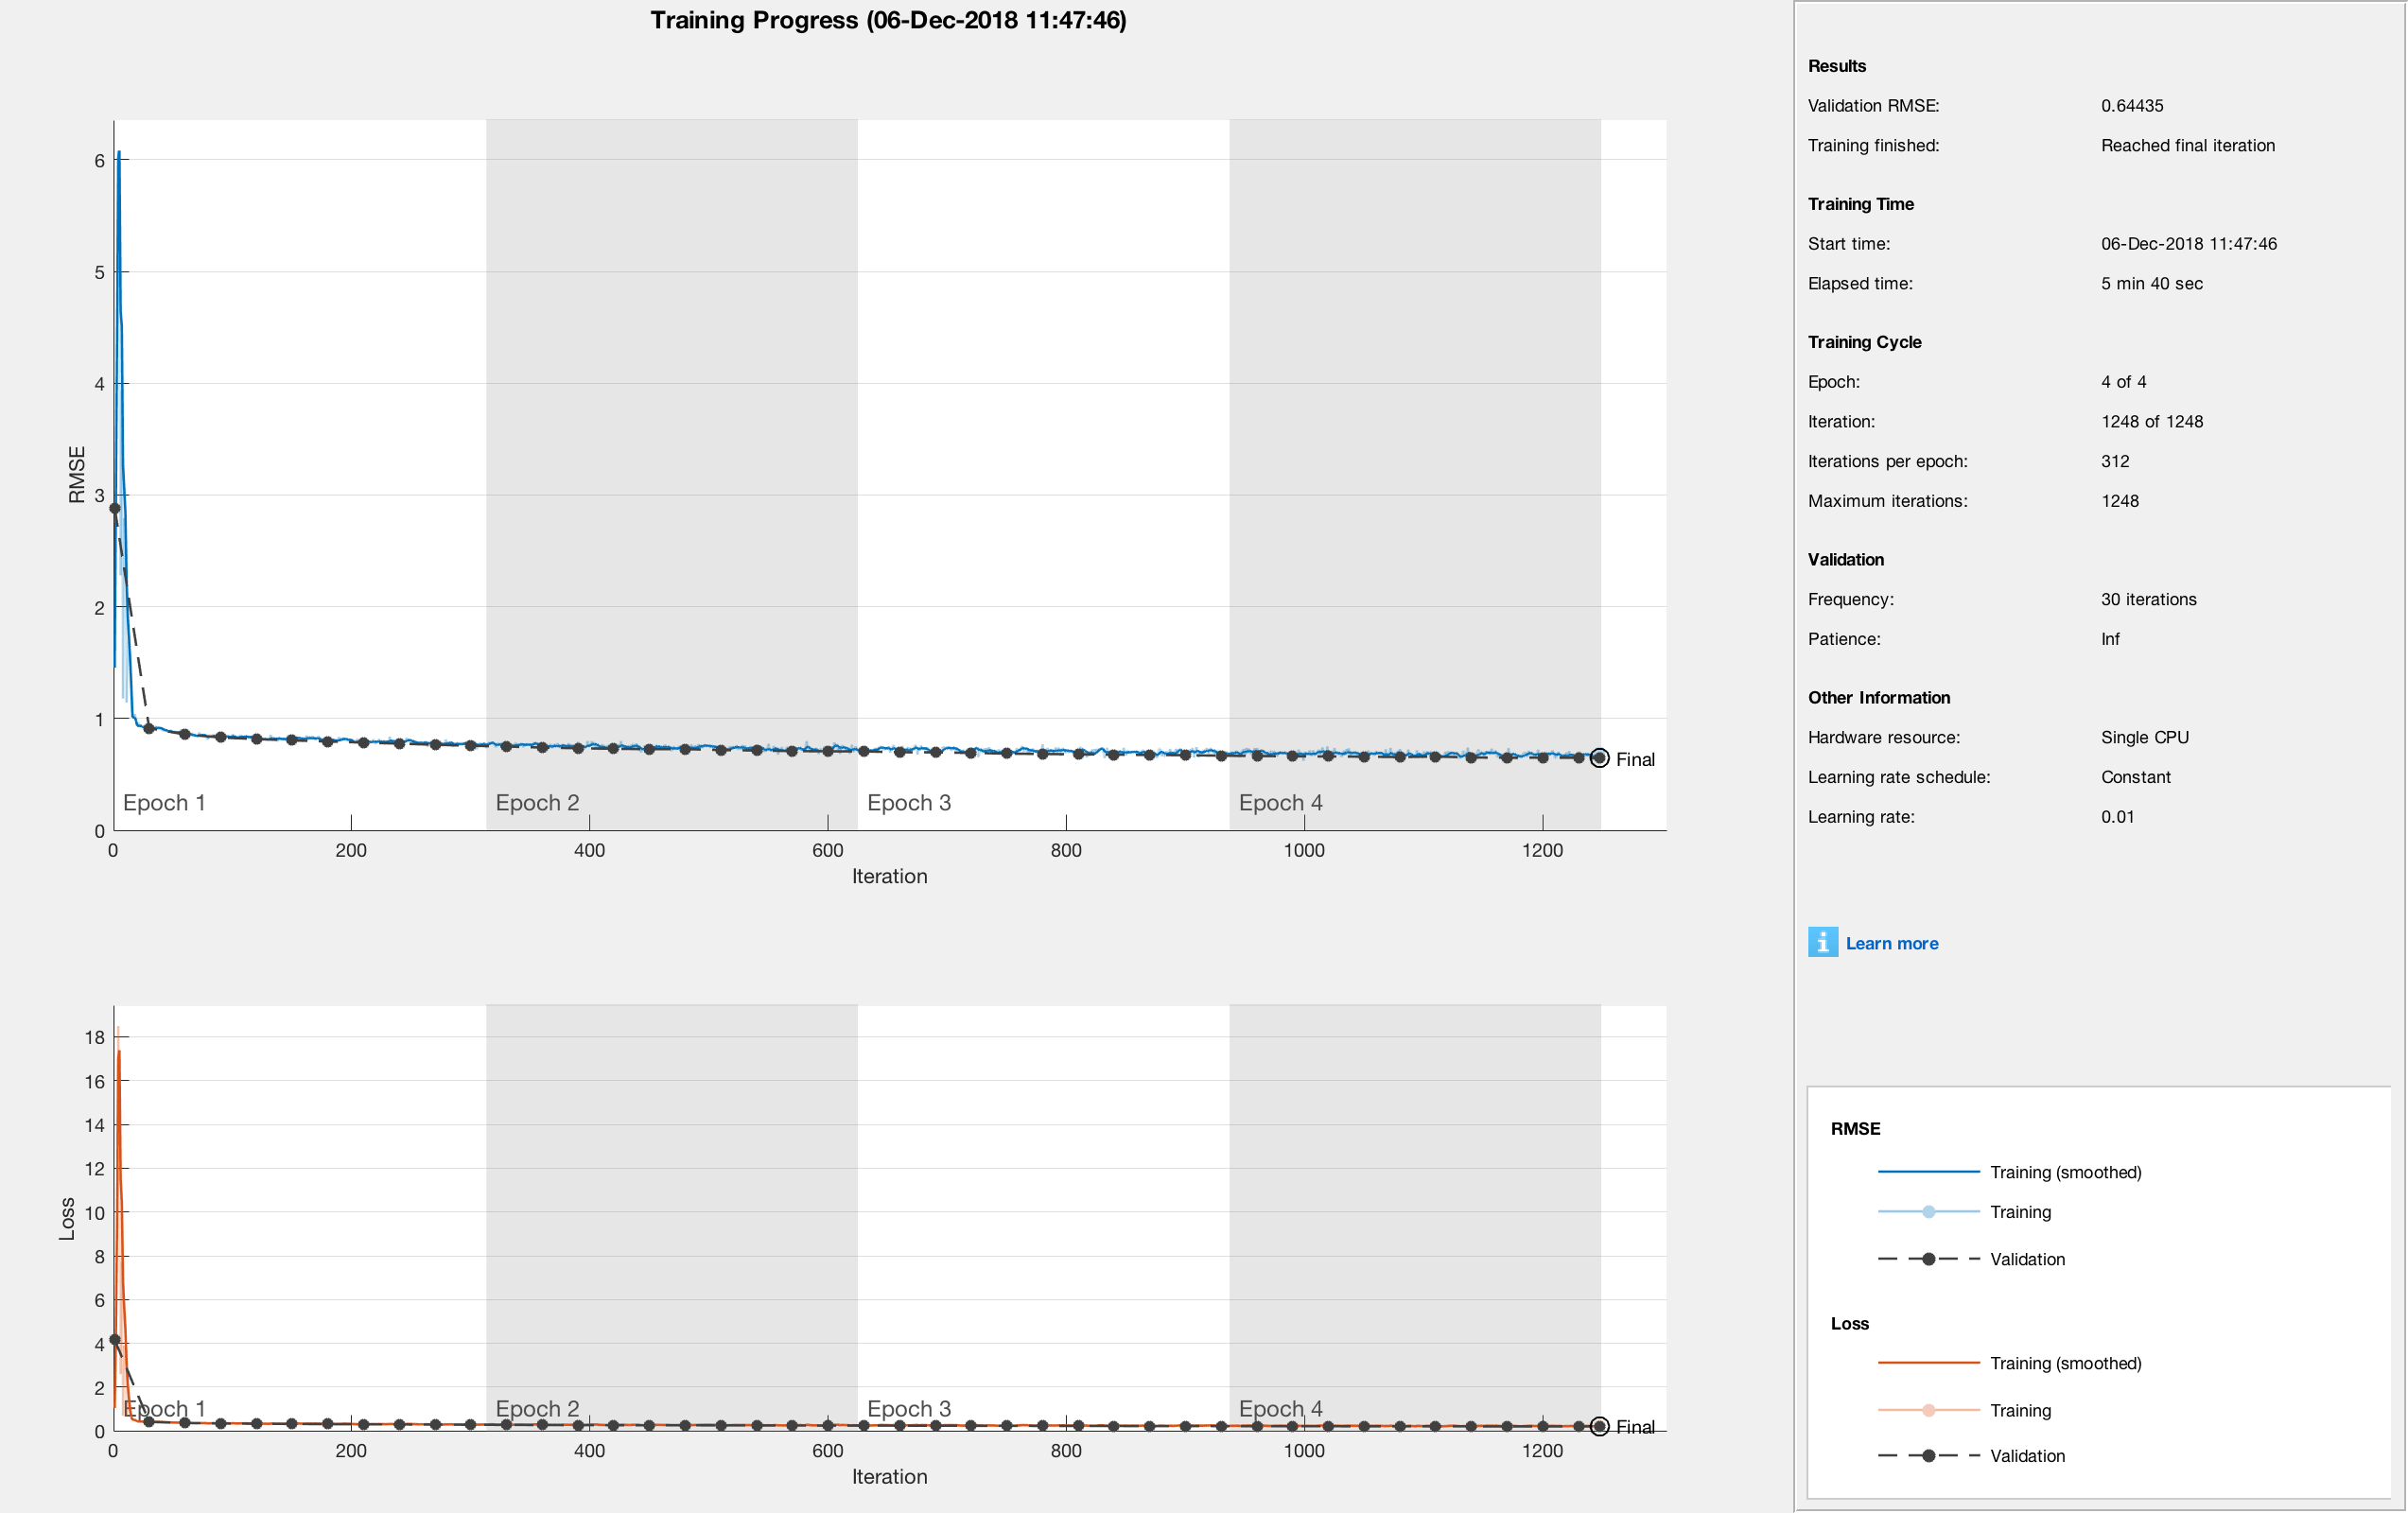 Training Progress (06-Dec-2018 11:47:46)
6
5
4
3
2
1
0
RMSE
Epoch 1 Epoch 2 Epoch 3 Epoch 4
Final
0 200 400 600 800 1000 1200
Iteration
18
16
14
12
10
8
6
4
2
0
Loss
Epoch 1 Epoch 2 Epoch 3 Epoch 4
Final
0 200 400 600 800 1000 1200
Iteration
Results
Validation RMSE: 0.64435
Training finished: Reached final iteration
Training Time
Start time: 06-Dec-2018 11:47:46
Elapsed time: 5 min 40 sec
Training Cycle
Epoch: 4 of 4
Iteration: 1248 of 1248
Iterations per epoch: 312
Maximum iterations: 1248
Validation
Frequency: 30 iterations
Patience: Inf
Other Information
Hardware resource: Single CPU
Learning rate schedule: Constant
Learning rate: 0.01
i Learn more
RMSE
Training (smoothed)
Training
Validation
Loss
Training (smoothed)
Training
Validation